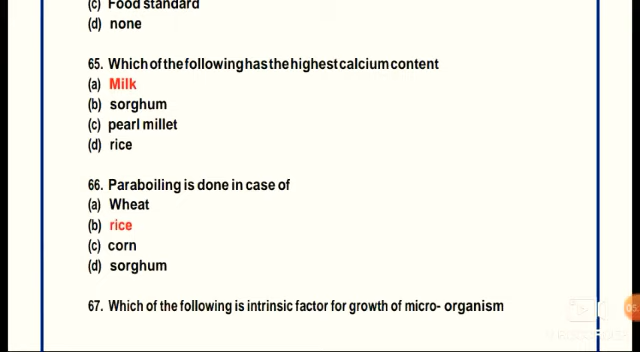 (c) Food standard
(d) none
65. Which of the following has the highest calcium content
(a) Milk
(b) sorghum
(c) pearl millet
(d) rice
66. Paraboiling is done in case of
(a) Wheat
(b) rice
(c) corn
(d) sorghum
67. Which of the following is intrinsic factor for growth of micro- organism
05